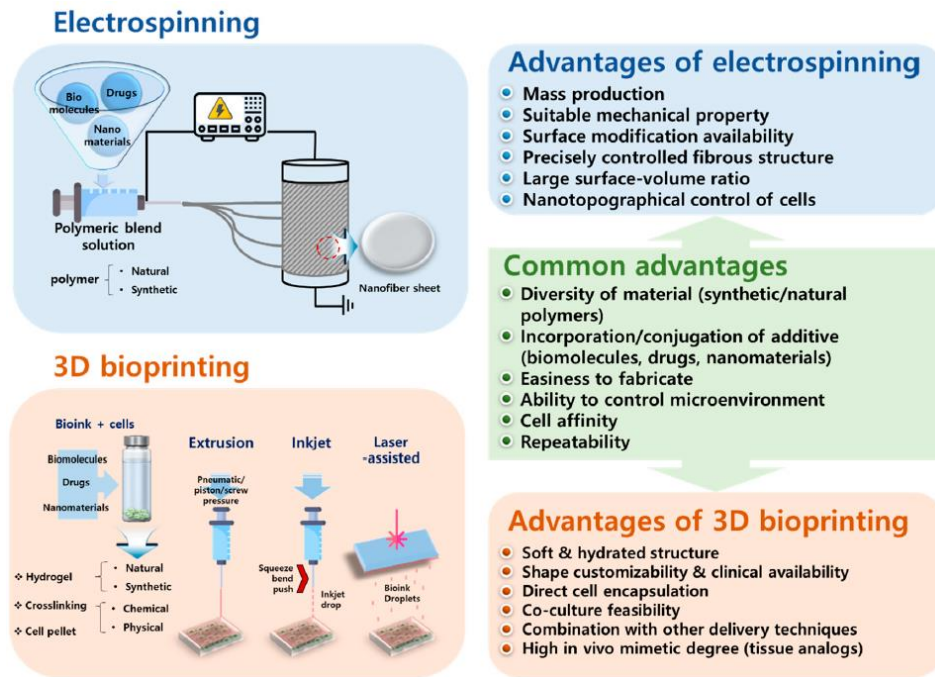 Electrospinning
Bio
molecules
Drugs
Nano
materials
Polymeric blend
solution
polymer
• Natural
• Synthetic
Nanofiber sheet
Advantages of electrospinning
Mass production
Suitable mechanical property
Surface modification availability
Precisely controlled fibrous structure
Large surface-volume ratio
Nanotopographical control of cells
Common advantages
Diversity of material (synthetic/natural
polymers)
Incorporation/conjugation of additive
(biomolecules, drugs, nanomaterials)
Easiness to fabricate
Ability to control microenvironment
Cell affinity
Repeatability
3D bioprinting
Bioink + cells
Biomolecules
Drugs
Nanomaterials
❖ Hydrogel
• Natural
• Synthetic
❖ Crosslinking
• Chemical
• Physical
❖ Cell pellet
Extrusion
Pneumatic/
piston/screw
pressure
Inkjet
Squeeze
bend
push
Inkjet
drop
Laser
-assisted
Bioink
Droplets
Advantages of 3D bioprinting
Soft & hydrated structure
Shape customizability & clinical availability
Direct cell encapsulation
Co-culture feasibility
Combination with other delivery techniques
High in vivo mimetic degree (tissue analogs)